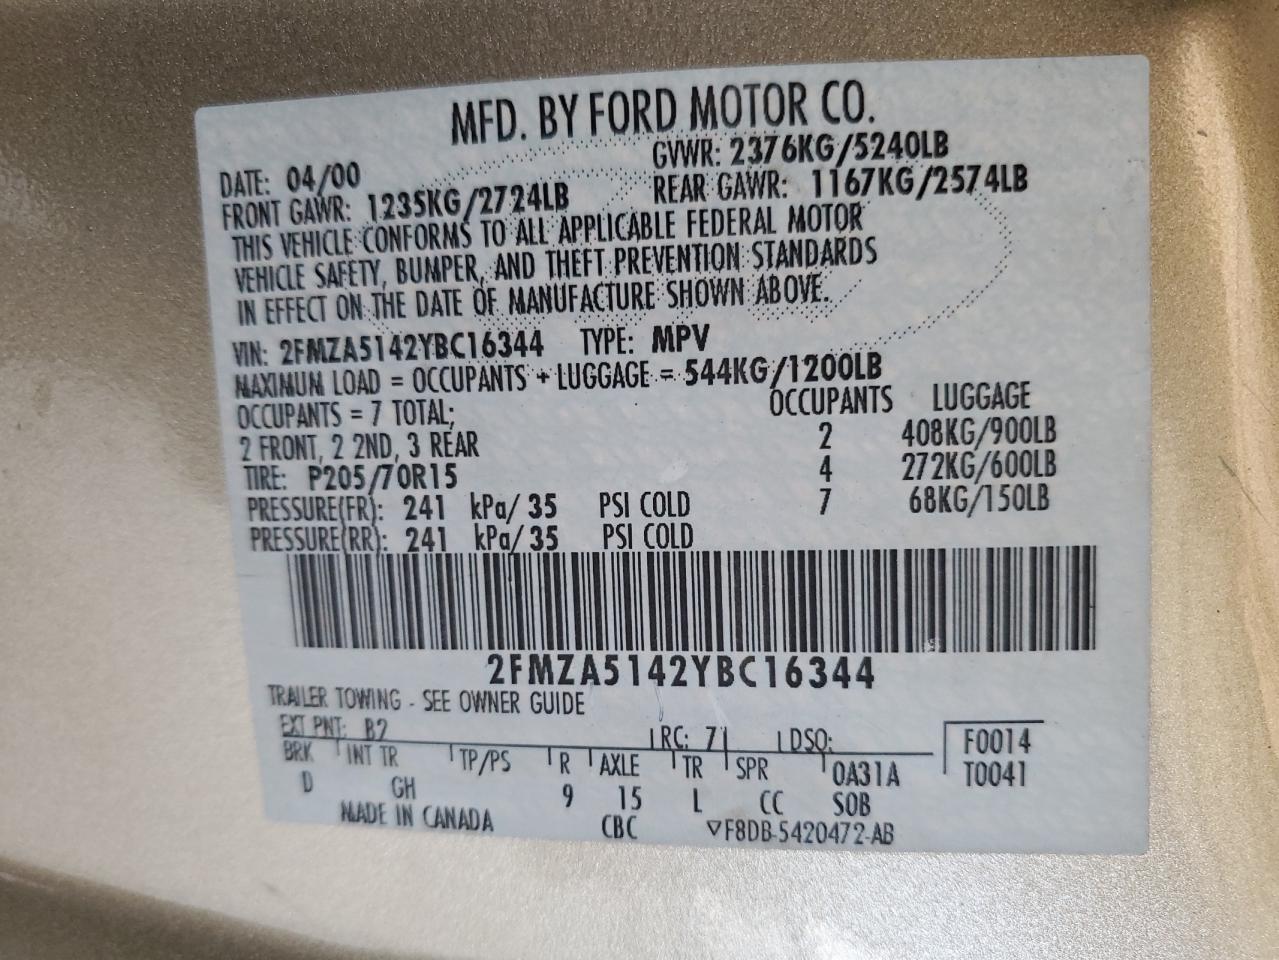 MFD. BY FORD MOTOR CO.
DATE: 04/00 GVWR: 2376KG/5240LB
FRONT GAWR: 1235KG/2724LB REAR GAWR: 1167KG/2574LB
THIS VEHICLE CONFORMS TO ALL APPLICABLE FEDERAL MOTOR
VEHICLE SAFETY, BUMPER, AND THEFT PREVENTION STANDARDS
IN EFFECT ON THE DATE OF MANUFACTURE SHOWN ABOVE.
VIN: 2FMZA5142YBC16344 TYPE: MPV
MAXIMUM LOAD = OCCUPANTS + LUGGAGE = 544KG/1200LB
OCCUPANTS = 7 TOTAL; OCCUPANTS LUGGAGE
2 FRONT, 2 2ND, 3 REAR 2 408KG/900LB
TIRE: P205/70R15 4 272KG/600LB
PRESSURE(FR): 241 kPa/ 35 PSI COLD 7 68KG/150LB
PRESSURE(RR): 241 kPa/ 35 PSI COLD
2FMZA5142YBC16344
TRAILER TOWING - SEE OWNER GUIDE
EXT PNT: B2 RC: 71 DSO: F0014
BRK INT TR TP/PS R AXLE TR SPR 0A31A T0041
D GH 9 15 L CC SOB
MADE IN CANADA CBC ▽F8DB-5420472-AB